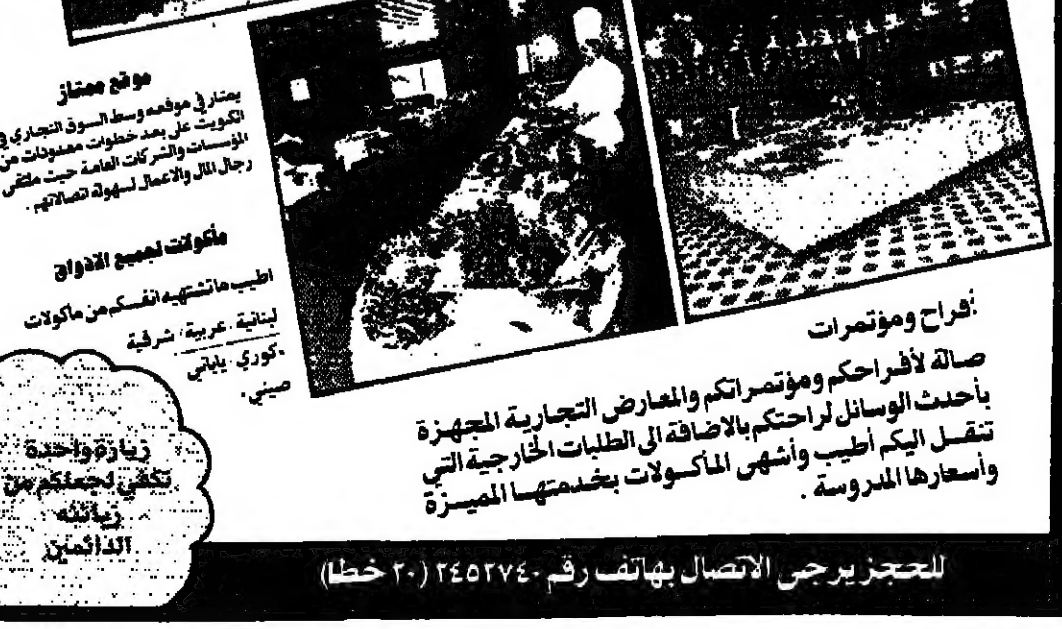 موقع ممتاز
يمتاز في موقعه وسط السوق التجاري في
الكويت على بعد خطوات معدودات من
المؤسسات والشركات العامة حيث ملتقى
رجال المال والاعمال لسهولة تصالاتهم .
مأكولات لجميع الاذواق
اطيب ما تشتهيه انفسكم من ماكولات
لبنانية . عربية . شرقية
. كوري . ياباني
صيني .
أفراح ومؤتمرات
صالة لأفراحكم ومؤتمراتكم والمعارض التجارية المجهزة
بأحدث الوسائل لراحتكم بالاضافة الى الطلبات الخارجية التي
تنقل اليكم أطيب وأشهى المأكولات بخدمتها المميزة
وأسعارها المدروسة .
زيارة واحدة
تكفي لجعلكم من
زبائنه
الدائمين
للحجز يرجى الاتصال بهاتف رقم ٢٤٥٢٧٤٠ (٢٠ خطا)